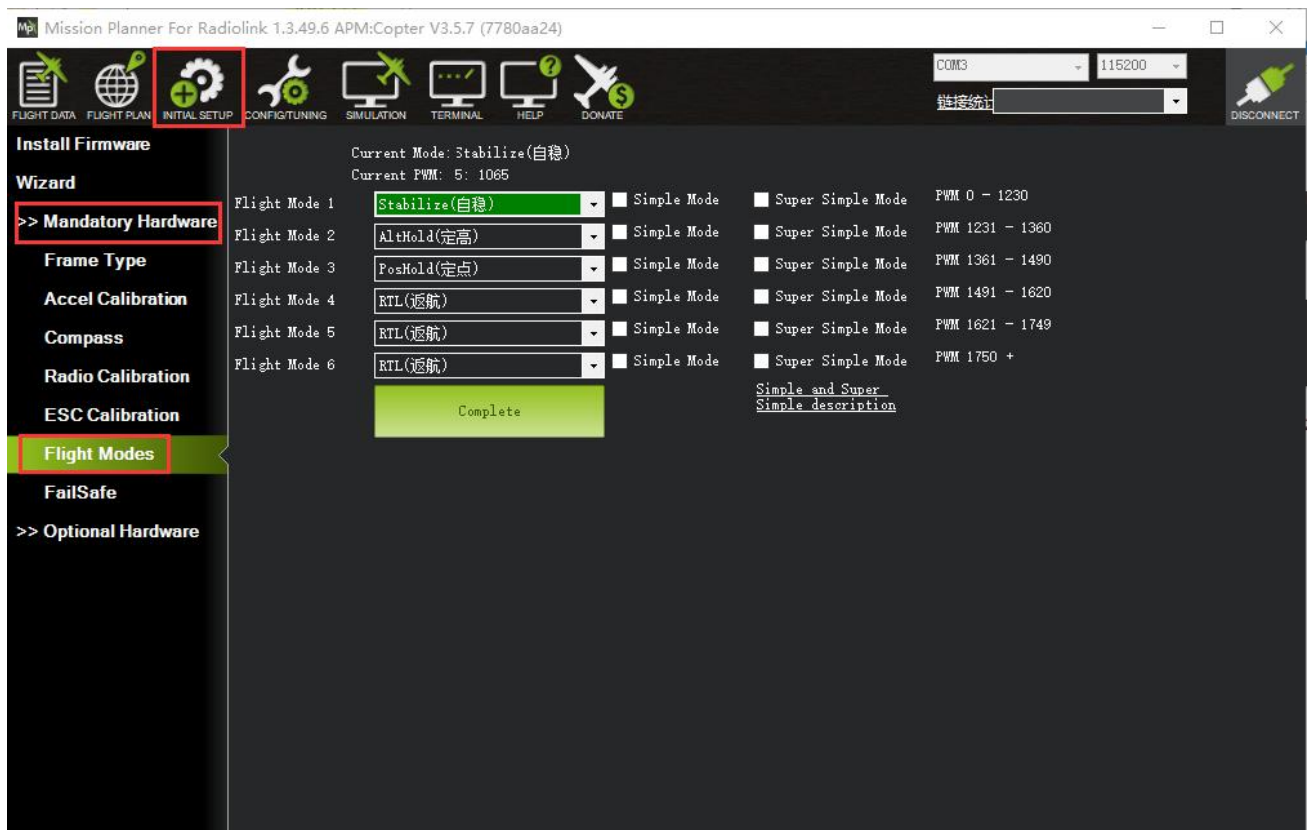 Mission Planner For Radiolink 1.3.49.6 APM:Copter V3.5.7 (7780aa24)
FLIGHT DATA FLIGHT PLAN INITIAL SETUP CONFIG/TUNING SIMULATION TERMINAL HELP DONATE
COM3 115200
链接统计
DISCONNECT
Install Firmware
Wizard
>> Mandatory Hardware
Frame Type
Accel Calibration
Compass
Radio Calibration
ESC Calibration
Flight Modes
FailSafe
>> Optional Hardware
Current Mode: Stabilize(自稳)
Current PWM: 5: 1065
Flight Mode 1 Stabilize(自稳) Simple Mode Super Simple Mode PWM 0 - 1230
Flight Mode 2 AltHold(定高) Simple Mode Super Simple Mode PWM 1231 - 1360
Flight Mode 3 PosHold(定点) Simple Mode Super Simple Mode PWM 1361 - 1490
Flight Mode 4 RTL(返航) Simple Mode Super Simple Mode PWM 1491 - 1620
Flight Mode 5 RTL(返航) Simple Mode Super Simple Mode PWM 1621 - 1749
Flight Mode 6 RTL(返航) Simple Mode Super Simple Mode PWM 1750 +
Complete
Simple and Super
Simple description